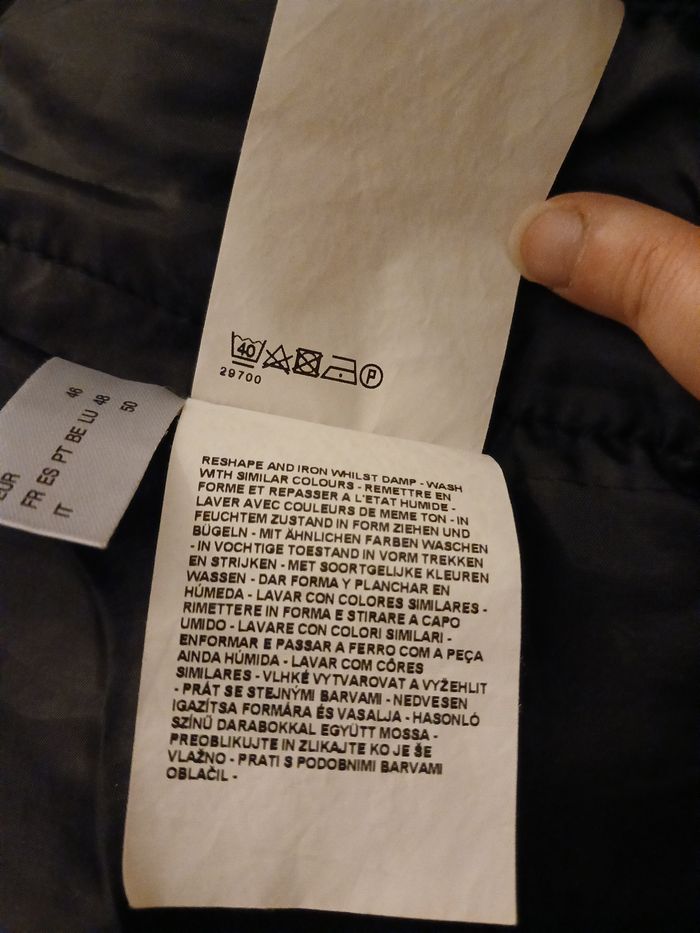 40
P
29700
46
EUR
FR ES PT BE LU 48
IT 50
RESHAPE AND IRON WHILST DAMP - WASH
WITH SIMILAR COLOURS - REMETTRE EN
FORME ET REPASSER A L'ETAT HUMIDE -
LAVER AVEC COULEURS DE MEME TON - IN
FEUCHTEM ZUSTAND IN FORM ZIEHEN UND
BÜGELN - MIT ÄHNLICHEN FARBEN WASCHEN
- IN VOCHTIGE TOESTAND IN VORM TREKKEN
EN STRIJKEN - MET SOORTGELIJKE KLEUREN
WASSEN - DAR FORMA Y PLANCHAR EN
HÚMEDA - LAVAR CON COLORES SIMILARES -
RIMETTERE IN FORMA E STIRARE A CAPO
UMIDO - LAVARE CON COLORI SIMILARI -
ENFORMAR E PASSAR A FERRO COM A PEÇA
AINDA HÚMIDA - LAVAR COM CÔRES
SIMILARES - VLHKÉ VYTVAROVAT A VYŽEHLIT
- PRÁT SE STEJNÝMI BARVAMI - NEDVESEN
IGAZÍTSA FORMÁRA ÉS VASALJA - HASONLÓ
SZÍNŰ DARABOKKAL EGYÜTT MOSSA -
PREOBLIKUJTE IN ZLIKAJTE KO JE ŠE
VLAŽNO - PRATI S PODOBNIMI BARVAMI
OBLAČIL -